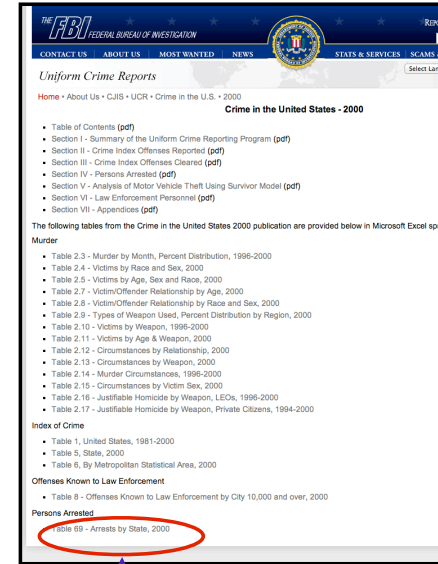 THE FBI FEDERAL BUREAU OF INVESTIGATION
CONTACT US ABOUT US MOST WANTED NEWS STATS & SERVICES SCAMS &
Uniform Crime Reports
Home • About Us • CJIS • UCR • Crime in the U.S. • 2000
Crime in the United States - 2000
Table of Contents (pdf)
Section I - Summary of the Uniform Crime Reporting Program (pdf)
Section II - Crime Index Offenses Reported (pdf)
Section III - Crime Index Offenses Cleared (pdf)
Section IV - Persons Arrested (pdf)
Section V - Analysis of Motor Vehicle Theft Using Survivor Model (pdf)
Section VI - Law Enforcement Personnel (pdf)
Section VII - Appendices (pdf)
The following tables from the Crime in the United States 2000 publication are provided below in Microsoft Excel sp
Murder
Table 2.3 - Murder by Month, Percent Distribution, 1996-2000
Table 2.4 - Victims by Race and Sex, 2000
Table 2.5 - Victims by Age, Sex and Race, 2000
Table 2.7 - Victim/Offender Relationship by Age, 2000
Table 2.8 - Victim/Offender Relationship by Race and Sex, 2000
Table 2.9 - Types of Weapon Used, Percent Distribution by Region, 2000
Table 2.10 - Victims by Weapon, 1996-2000
Table 2.11 - Victims by Age & Weapon, 2000
Table 2.12 - Circumstances by Relationship, 2000
Table 2.13 - Circumstances by Weapon, 2000
Table 2.14 - Murder Circumstances, 1996-2000
Table 2.15 - Circumstances by Victim Sex, 2000
Table 2.16 - Justifiable Homicide by Weapon, LEOs, 1996-2000
Table 2.17 - Justifiable Homicide by Weapon, Private Citizens, 1994-2000
Index of Crime
Table 1, United States, 1981-2000
Table 5, State, 2000
Table 6, By Metropolitan Statistical Area, 2000
Offenses Known to Law Enforcement
Table 8 - Offenses Known to Law Enforcement by City 10,000 and over, 2000
Persons Arrested
Table 69 - Arrests by State, 2000